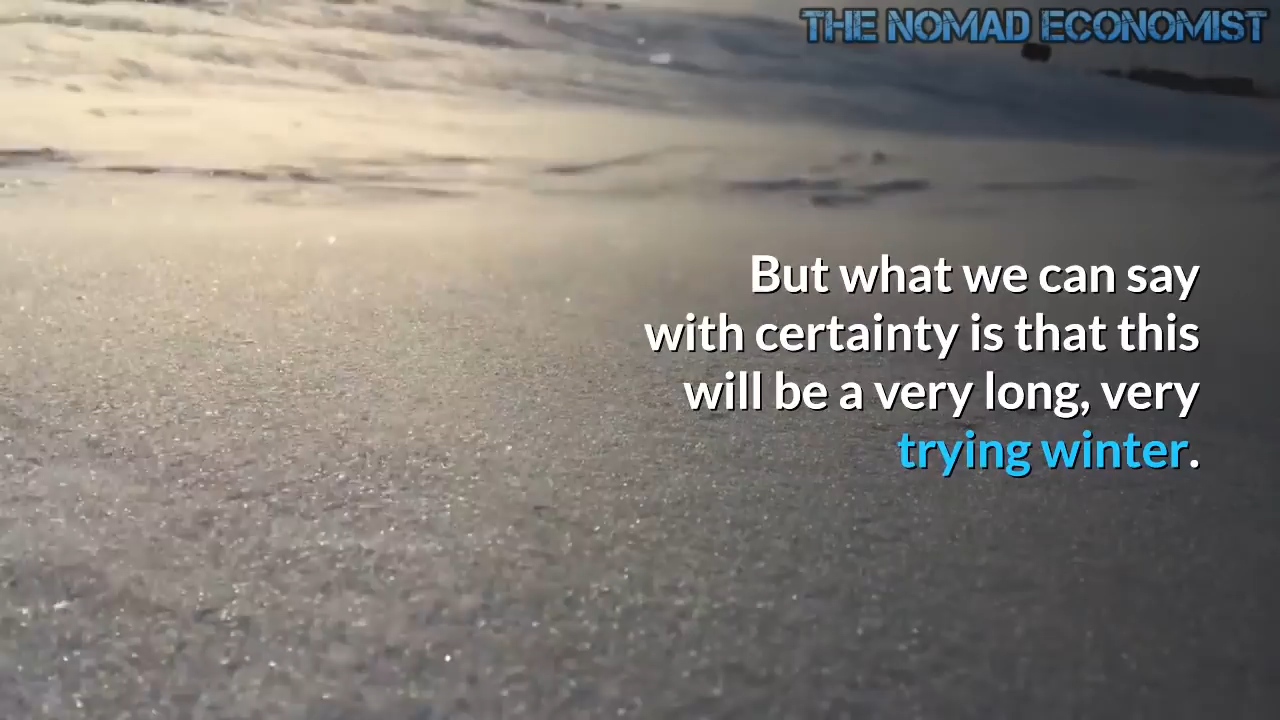 THE NOMAD ECONOMIST
But what we can say
with certainty is that this
will be a very long, very
trying winter.